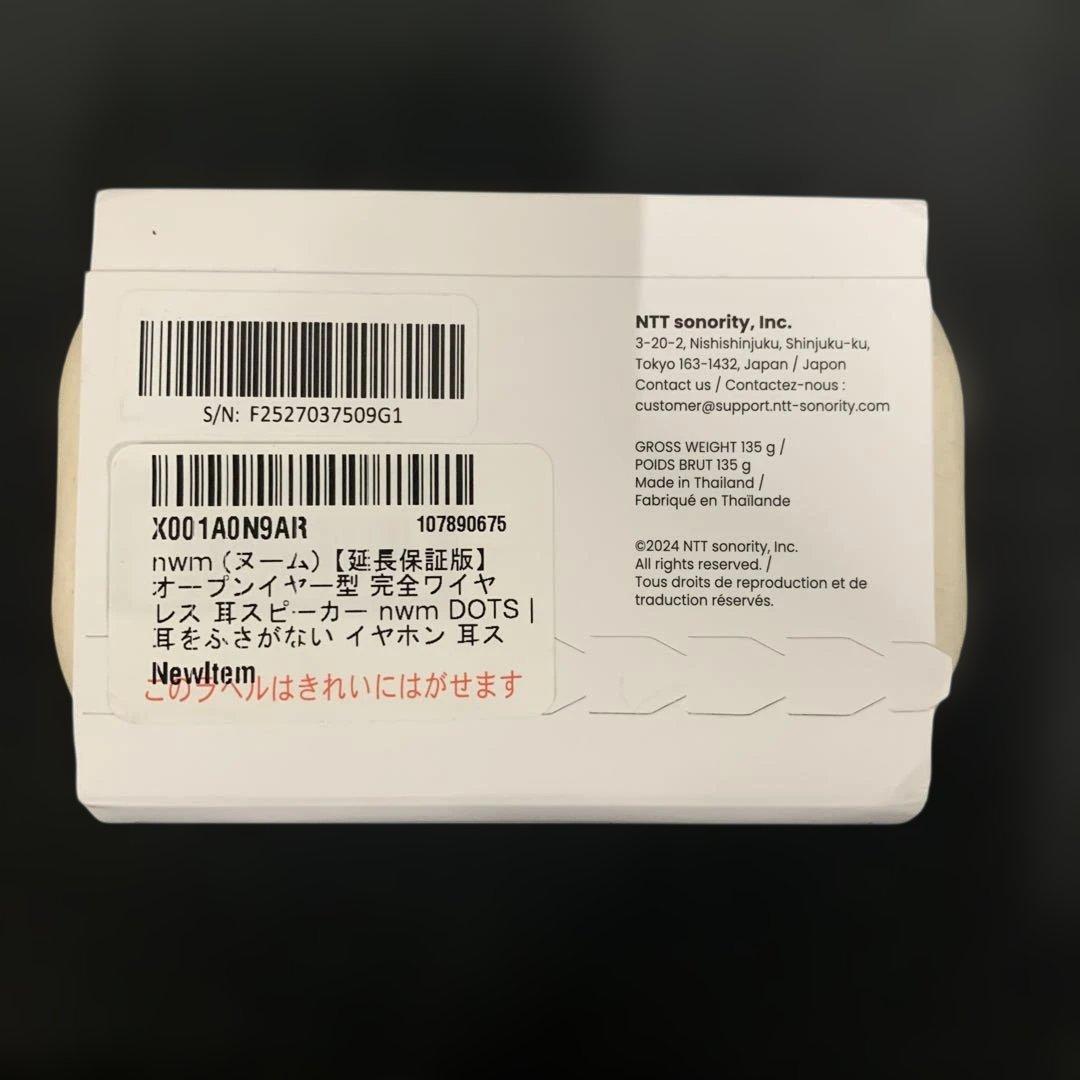 S/N: F2527037509G1
X001A0N9AR 107890675
nwm (ヌーム)【延長保証版】
オープンイヤー型 完全ワイヤ
レス 耳スピーカー nwm DOTS |
耳をふさがない イヤホン 耳ス
NewItem
このラベルはきれいにはがせます
NTT sonority, Inc.
3-20-2, Nishishinjuku, Shinjuku-ku,
Tokyo 163-1432, Japan / Japon
Contact us / Contactez-nous :
customer@support.ntt-sonority.com
GROSS WEIGHT 135 g /
POIDS BRUT 135 g
Made in Thailand /
Fabriqué en Thaïlande
©2024 NTT sonority, Inc.
All rights reserved. /
Tous droits de reproduction et de
traduction réservés.